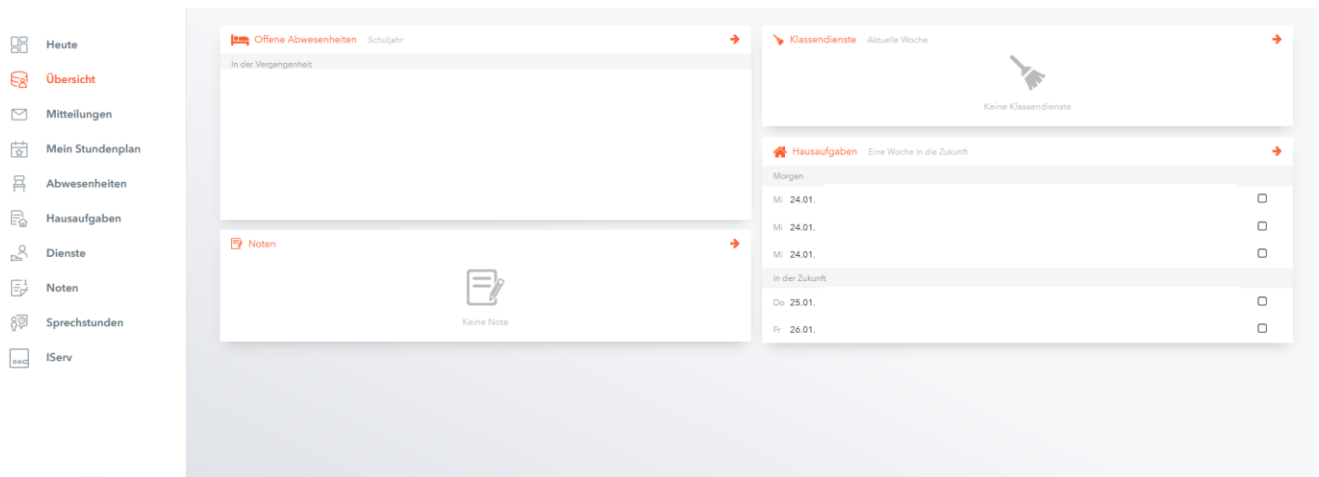 Heute
Übersicht
Mitteilungen
Mein Stundenplan
Abwesenheiten
Hausaufgaben
Dienste
Noten
Sprechstunden
IServ
Offene Abwesenheiten Schuljahr
In der Vergangenheit
Noten
Keine Note
Klassendienste Aktuelle Woche
Keine Klassendienste
Hausaufgaben Eine Woche in die Zukunft
Morgen
Mi 24.01.
Mi 24.01.
Mi 24.01.
In der Zukunft
Do 25.01.
Fr 26.01.